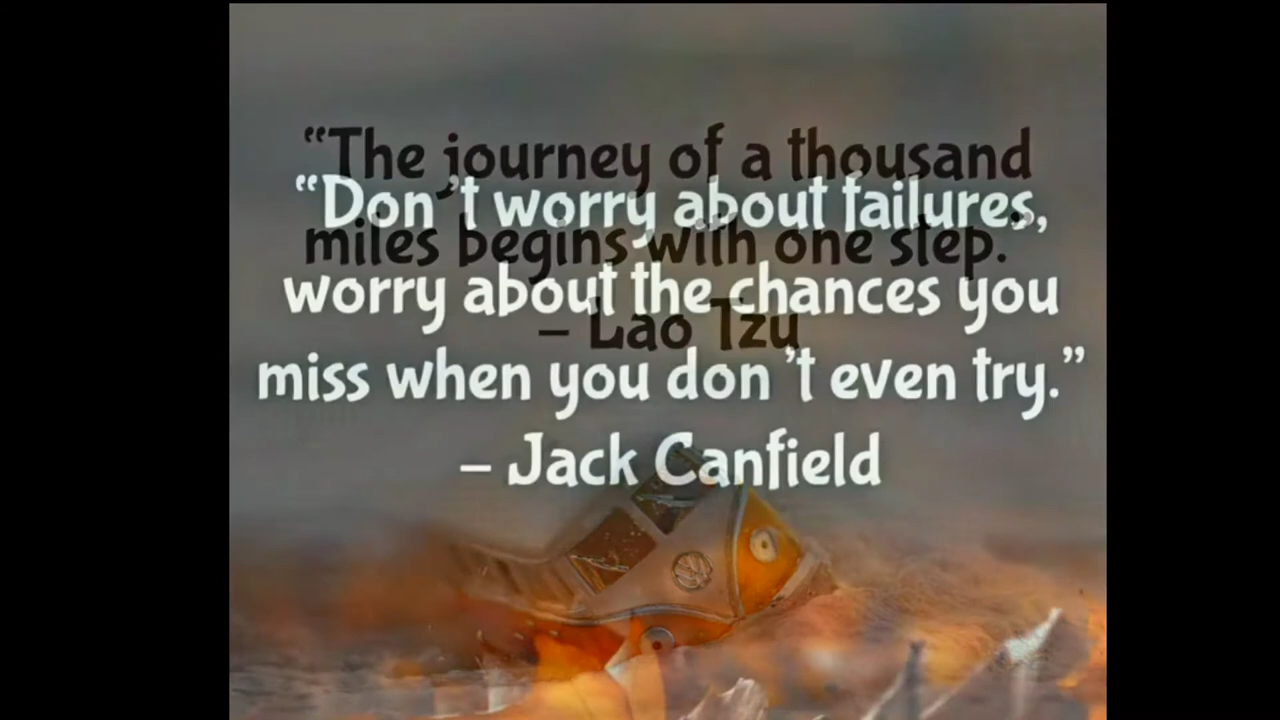 “The journey of a thousand
miles begins with one step.”
– Lao Tzu
“Don’t worry about failures,
worry about the chances you
miss when you don’t even try.”
– Jack Canfield